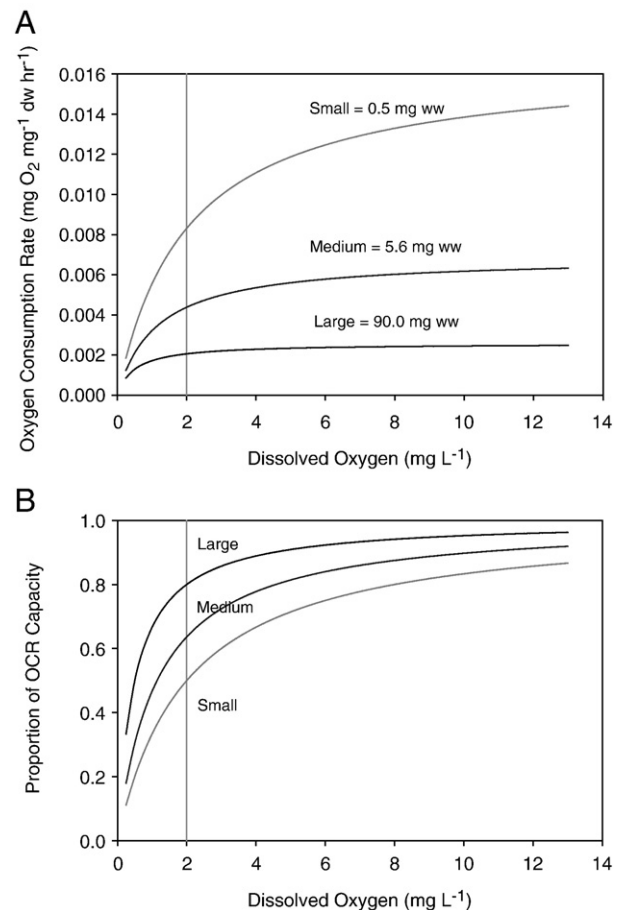 A
Oxygen Consumption Rate (mg O2 mg-1 dw hr-1)
0.016
0.014
0.012
0.010
0.008
0.006
0.004
0.002
0.000
Small = 0.5 mg ww
Medium = 5.6 mg ww
Large = 90.0 mg ww
0 2 4 6 8 10 12 14
Dissolved Oxygen (mg L-1)
B
Proportion of OCR Capacity
1.0
0.8
0.6
0.4
0.2
0.0
Large
Medium
Small
0 2 4 6 8 10 12 14
Dissolved Oxygen (mg L-1)